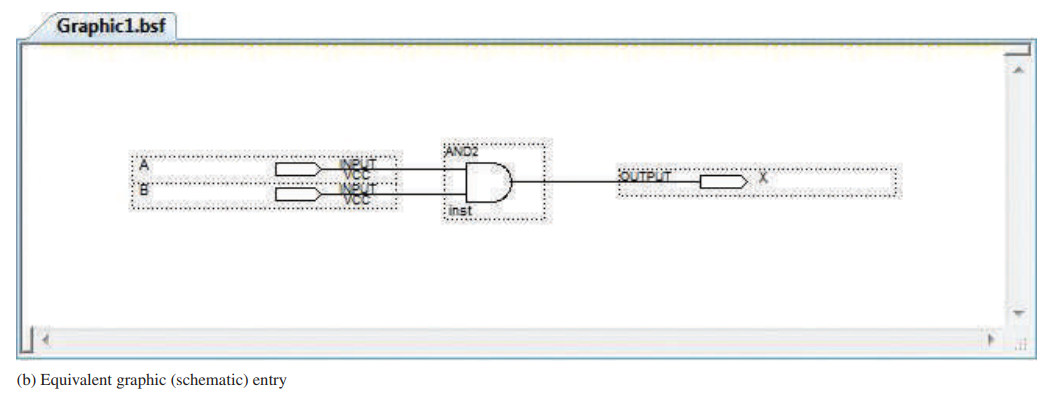 Graphic1.bsf
AND2
A
INPUT
VCC
OUTPUT
X
B
INPUT
VCC
inst
(b) Equivalent graphic (schematic) entry